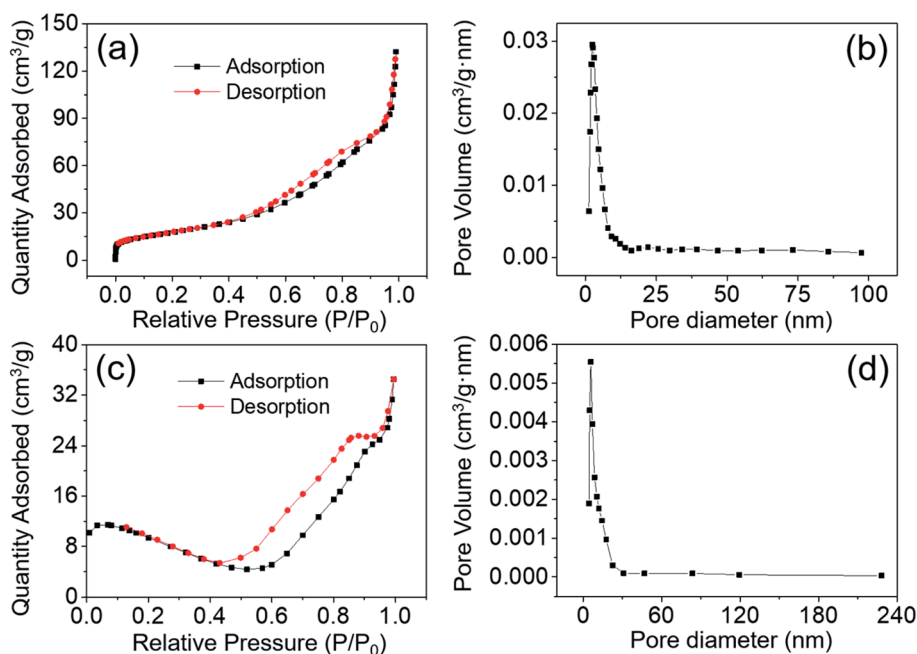 (a)
Adsorption
Desorption
Quantity Adsorbed (cm³/g)
150
120
90
60
30
0
0.0 0.2 0.4 0.6 0.8 1.0
Relative Pressure (P/P₀)
(b)
Pore Volume (cm³/g·nm)
0.03
0.02
0.01
0.00
0 25 50 75 100
Pore diameter (nm)
(c)
Adsorption
Desorption
Quantity Adsorbed (cm³/g)
40
32
24
16
8
0
0.0 0.2 0.4 0.6 0.8 1.0
Relative Pressure (P/P₀)
(d)
Pore Volume (cm³/g·nm)
0.006
0.005
0.004
0.003
0.002
0.001
0.000
0 60 120 180 240
Pore diameter (nm)